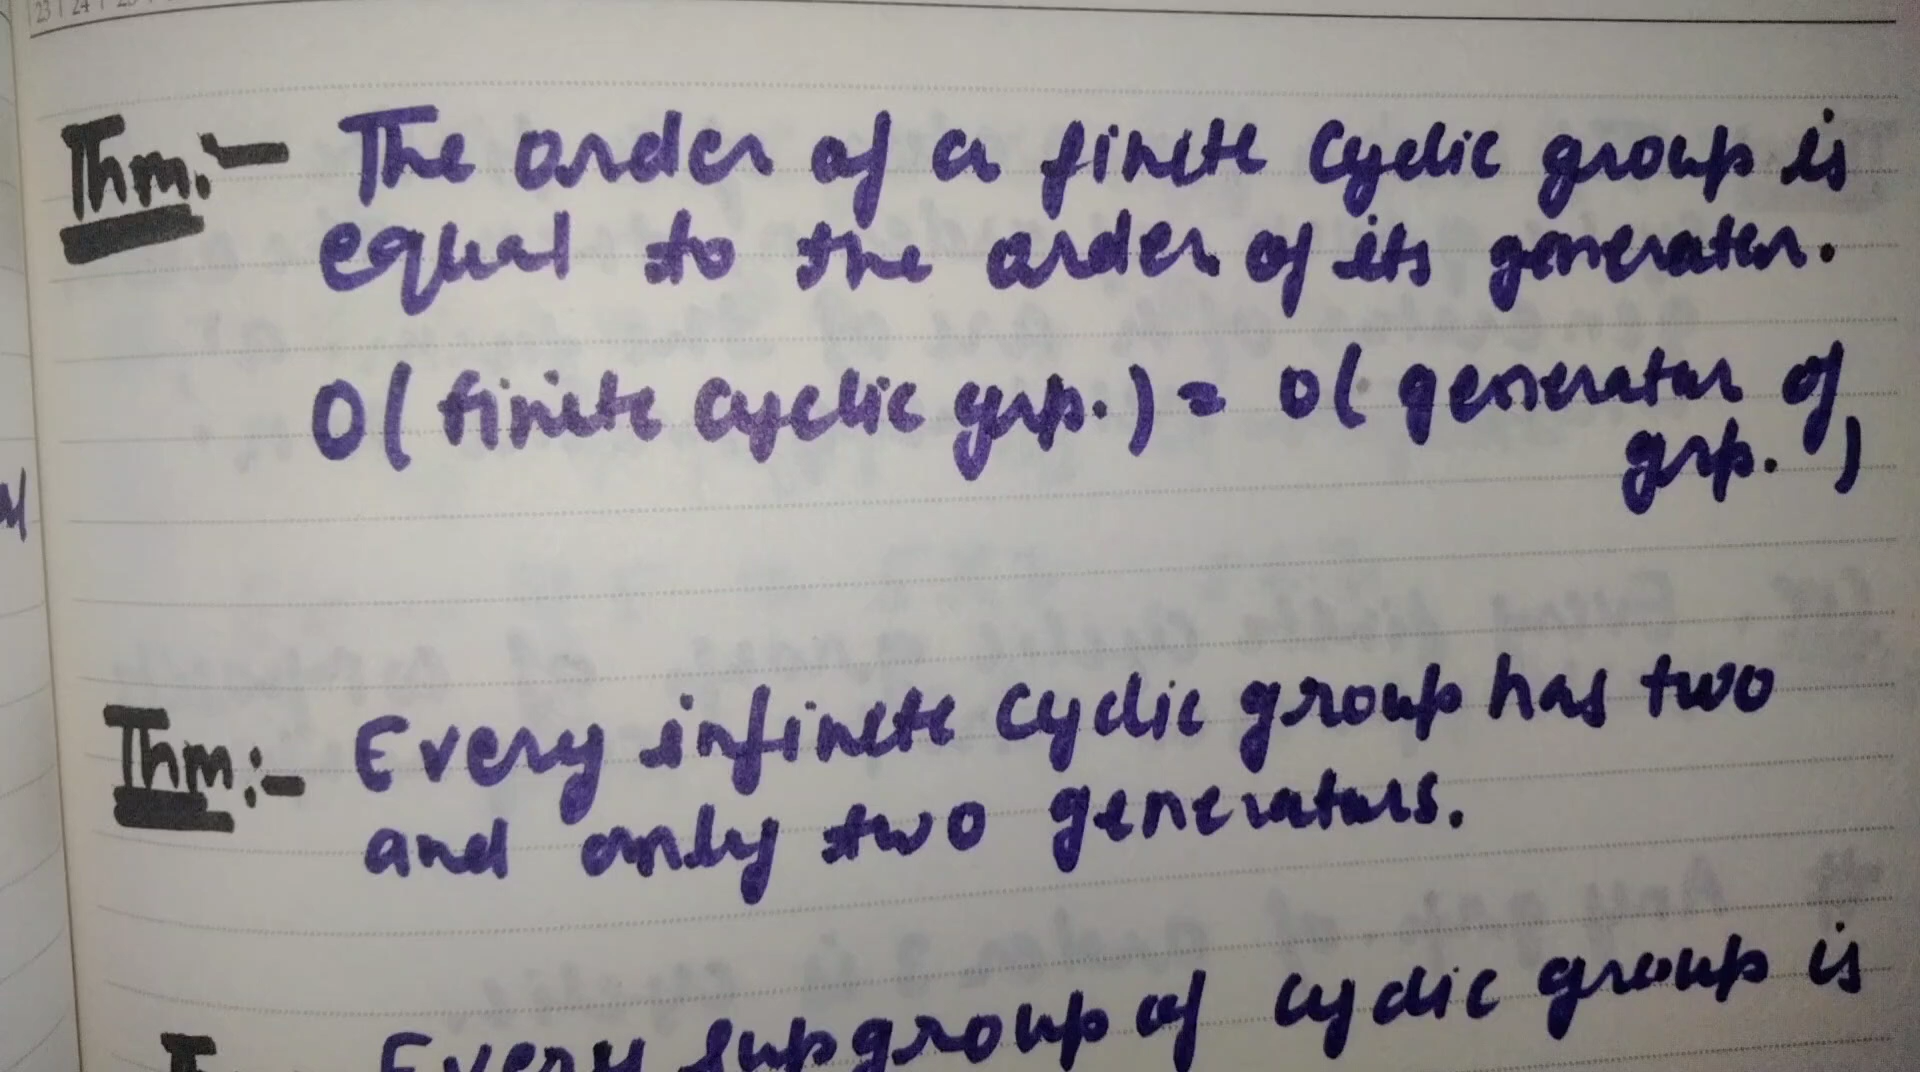 23 | 24 |
Thm.:- The order of a finite cyclic group is
equal to the order of its generator.
O( finite cyclic grp.) = o( generator of
grp. )
Thm:- Every infinite cyclic group has two
and only two generators.
Every subgroup of cyclic group is